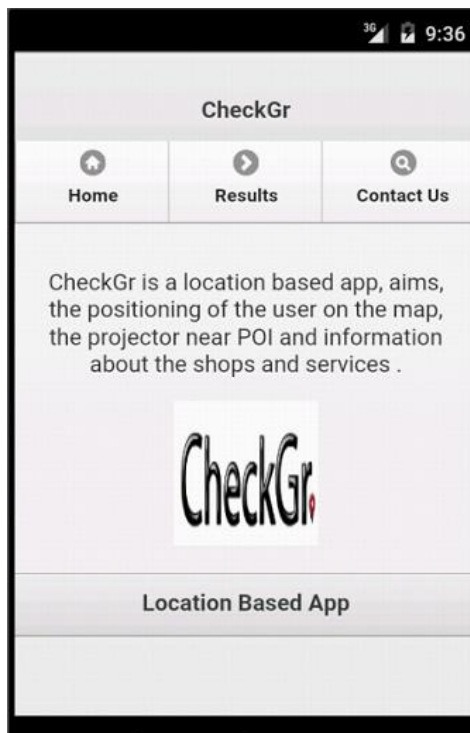 3G 9:36
CheckGr
Home Results Contact Us
CheckGr is a location based app, aims,
the positioning of the user on the map,
the projector near POI and information
about the shops and services .
CheckGr
Location Based App